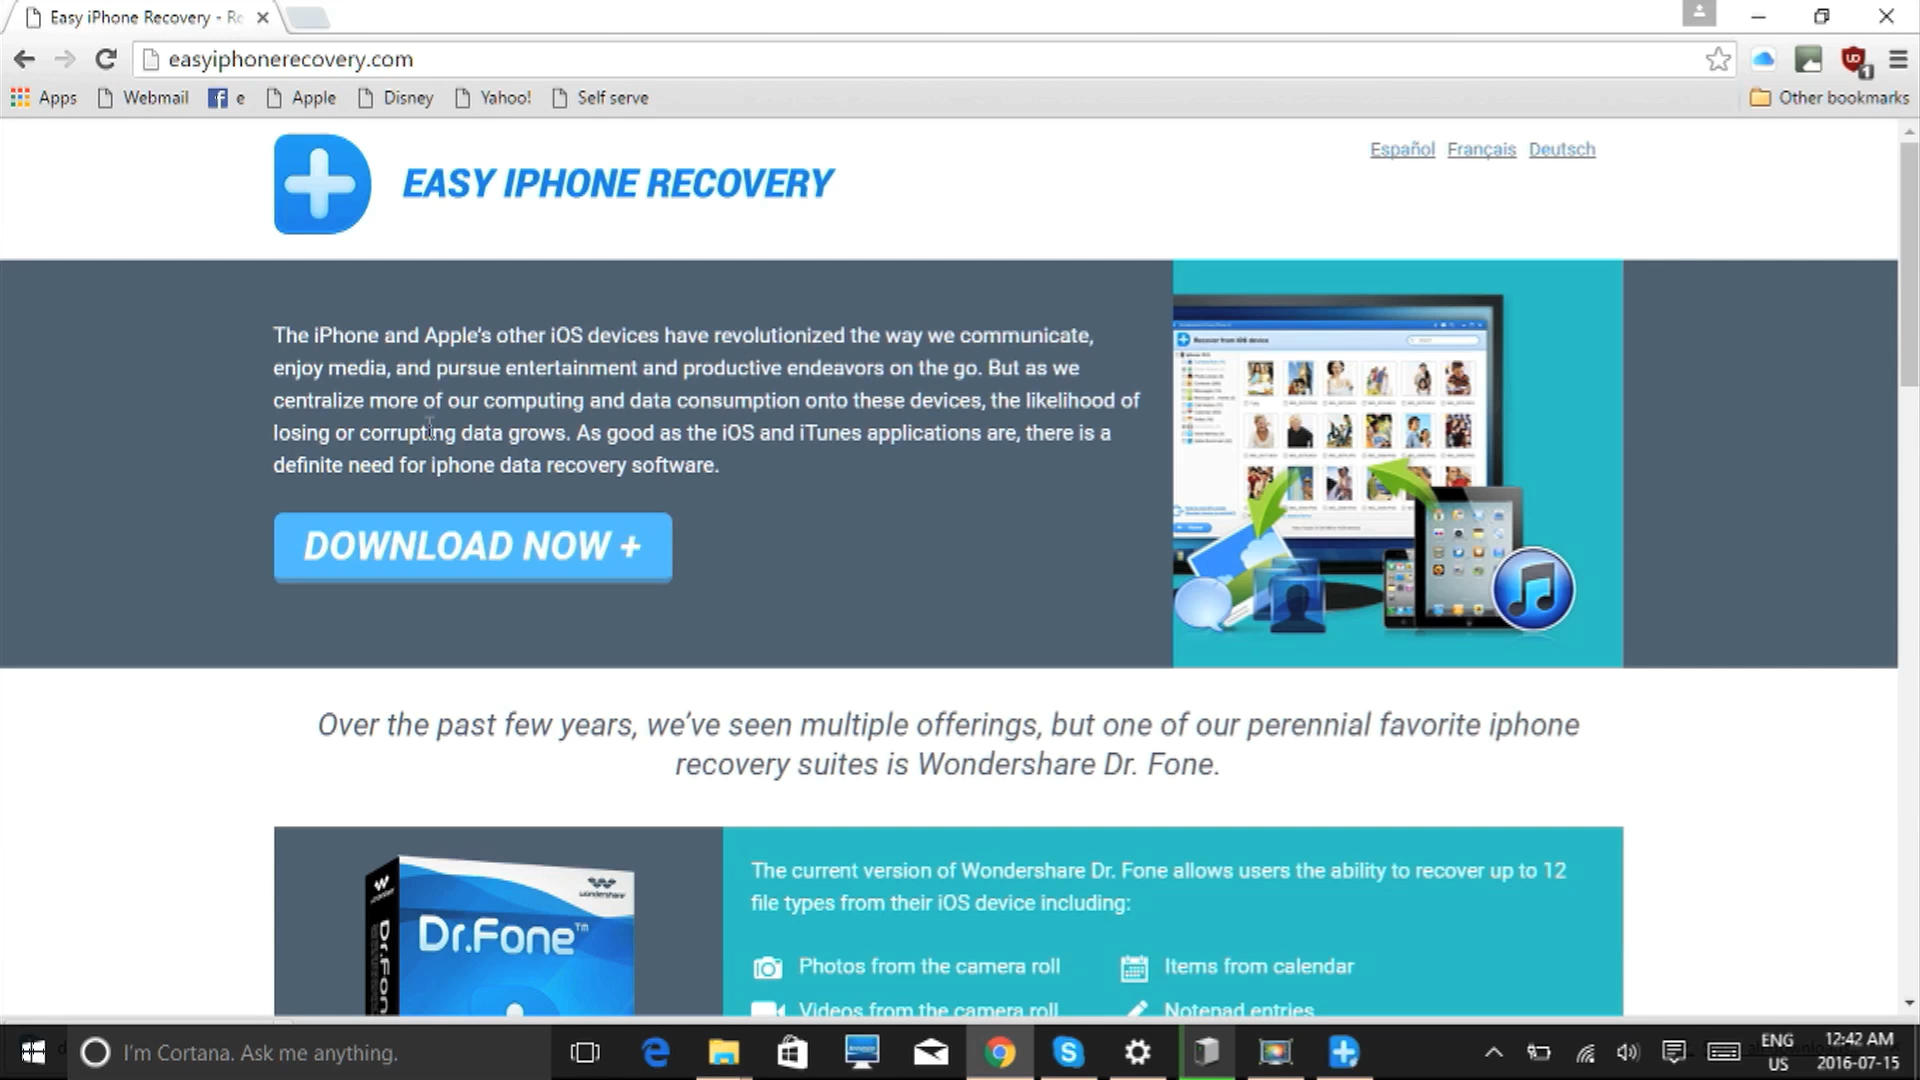 Easy iPhone Recovery - Re
easyiphonerecovery.com
Apps Webmail e Apple Disney Yahoo! Self serve Other bookmarks
Español Français Deutsch
EASY IPHONE RECOVERY
The iPhone and Apple's other iOS devices have revolutionized the way we communicate,
enjoy media, and pursue entertainment and productive endeavors on the go. But as we
centralize more of our computing and data consumption onto these devices, the likelihood of
losing or corrupting data grows. As good as the iOS and iTunes applications are, there is a
definite need for iphone data recovery software.
DOWNLOAD NOW +
Recover from iOS device
Over the past few years, we've seen multiple offerings, but one of our perennial favorite iphone
recovery suites is Wondershare Dr. Fone.
wondershare
Dr.Fone™
Dr.Fon
The current version of Wondershare Dr. Fone allows users the ability to recover up to 12
file types from their iOS device including:
Photos from the camera roll
Items from calendar
Videos from the camera roll
Notepad entries
I'm Cortana. Ask me anything.
ENG
US
12:42 AM
2016-07-15